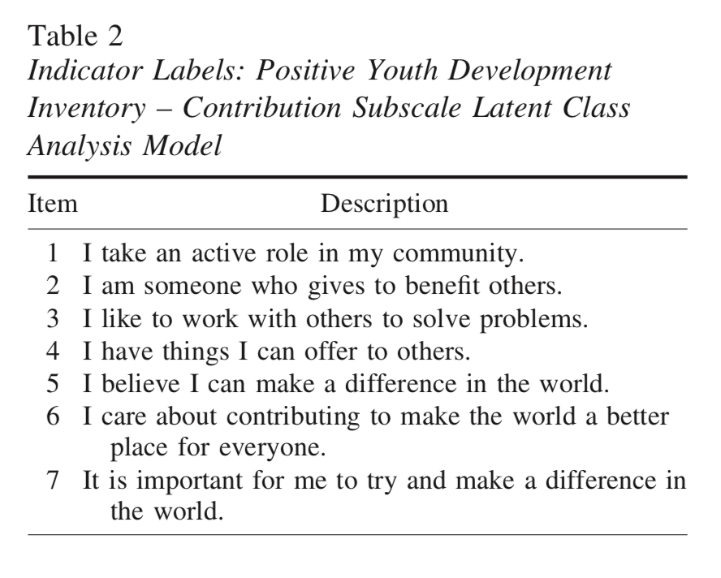 Table 2
Indicator Labels: Positive Youth Development
Inventory – Contribution Subscale Latent Class
Analysis Model
Item Description
1 I take an active role in my community.
2 I am someone who gives to benefit others.
3 I like to work with others to solve problems.
4 I have things I can offer to others.
5 I believe I can make a difference in the world.
6 I care about contributing to make the world a better
place for everyone.
7 It is important for me to try and make a difference in
the world.